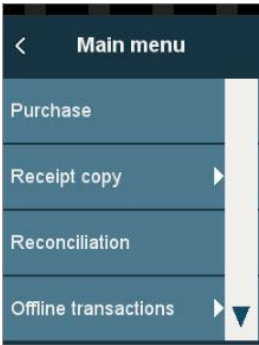 Main menu
Purchase
Receipt copy
Reconciliation
Offline transactions